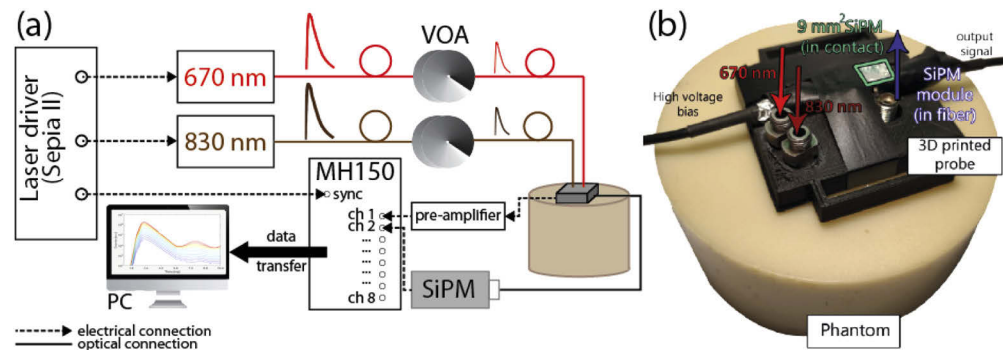 (a)
Laser driver
(Sepia II)
670 nm
830 nm
VOA
MH150
sync
ch 1
ch 2
...
...
...
...
ch 8
pre-amplifier
SiPM
data
transfer
PC
electrical connection
optical connection
(b)
9 mm² SiPM
(in contact)
output
signal
670 nm
830 nm
High voltage
bias
SiPM
module
(in fiber)
3D printed
probe
Phantom